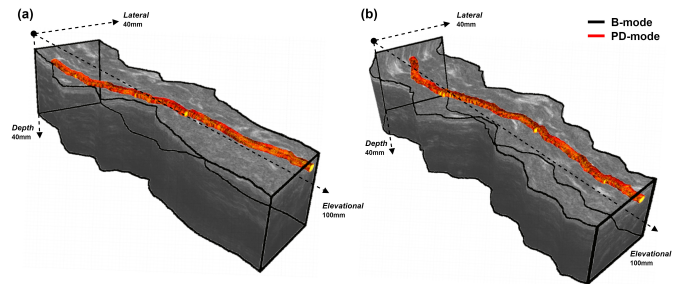 (a)
Lateral
40mm
Depth
40mm
Elevational
100mm
(b)
Lateral
40mm
Depth
40mm
Elevational
100mm
B-mode
PD-mode